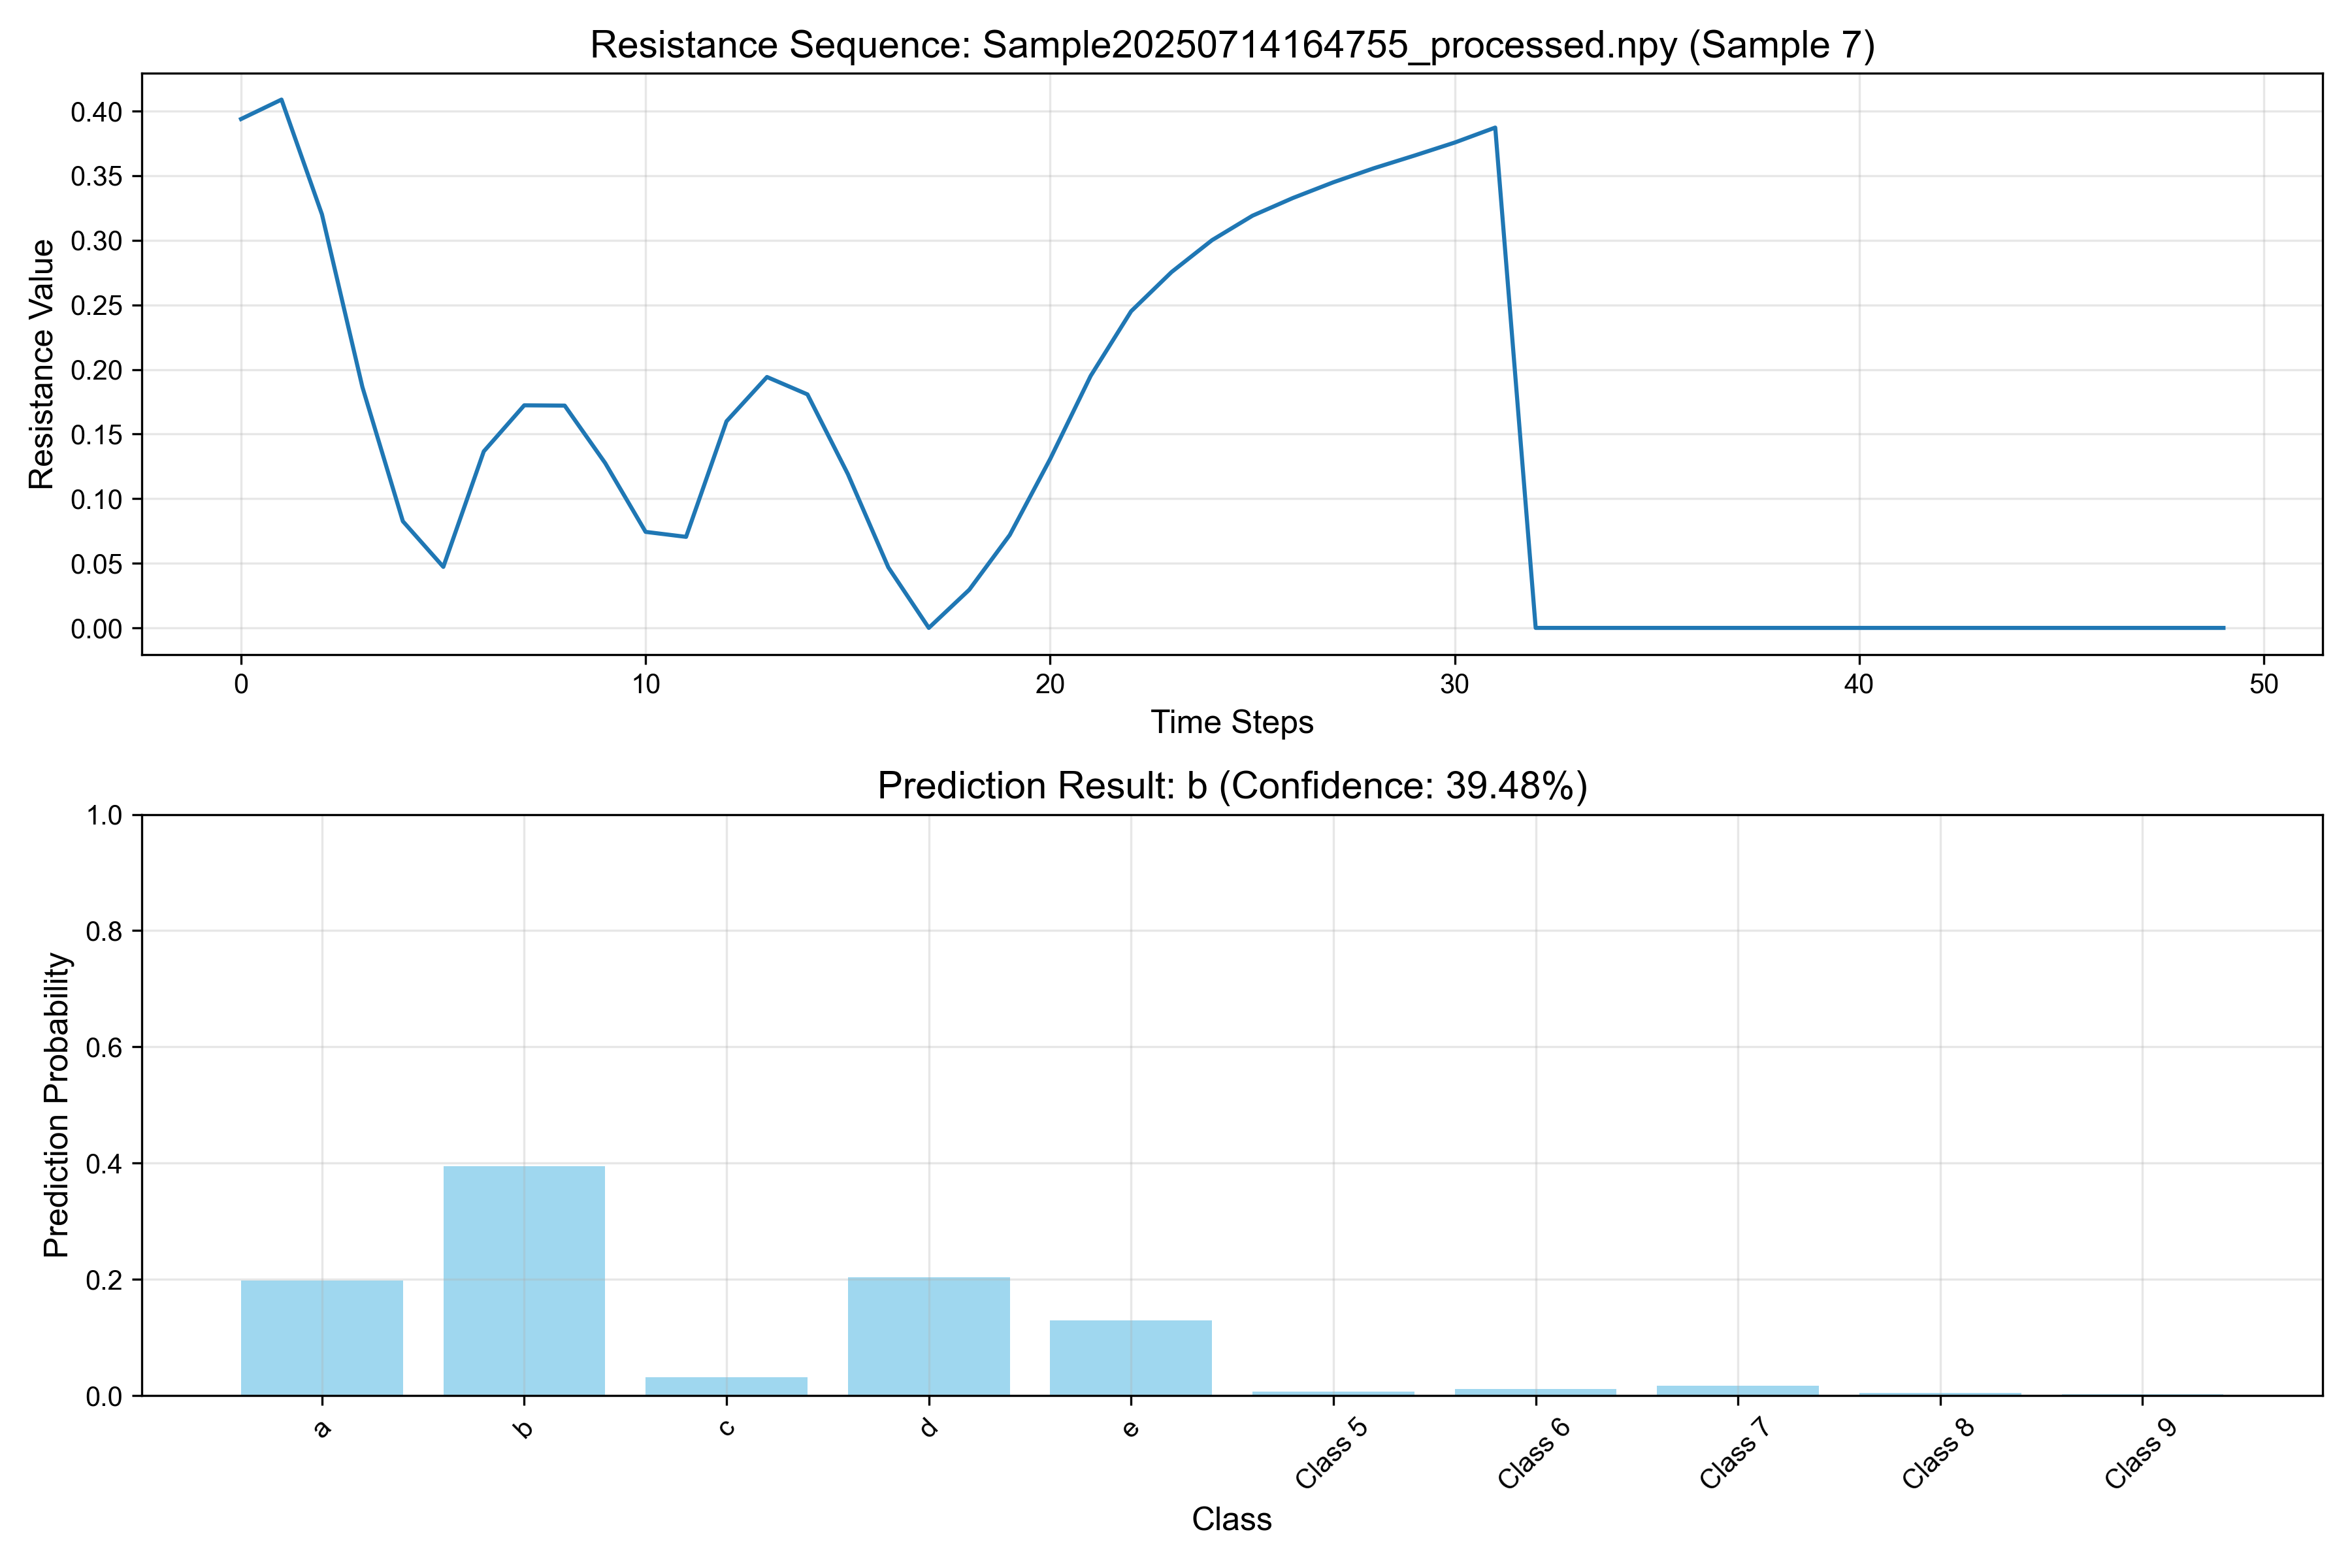 Resistance Sequence: Sample20250714164755_processed.npy (Sample 7)
Resistance Value
0.40
0.35
0.30
0.25
0.20
0.15
0.10
0.05
0.00
0 10 20 30 40 50
Time Steps
Prediction Result: b (Confidence: 39.48%)
Prediction Probability
1.0
0.8
0.6
0.4
0.2
0.0
a b c d e Class 5 Class 6 Class 7 Class 8 Class 9
Class